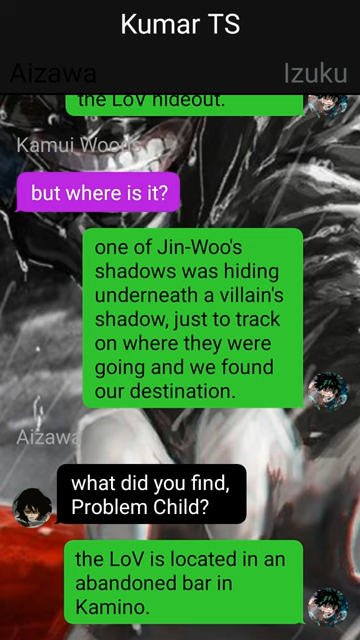 Kumar TS
Aizawa Izuku
the LoV hideout.
Kamui Woods
but where is it?
one of Jin-Woo's
shadows was hiding
underneath a villain's
shadow, just to track
on where they were
going and we found
our destination.
Aizawa
what did you find,
Problem Child?
the LoV is located in an
abandoned bar in
Kamino.